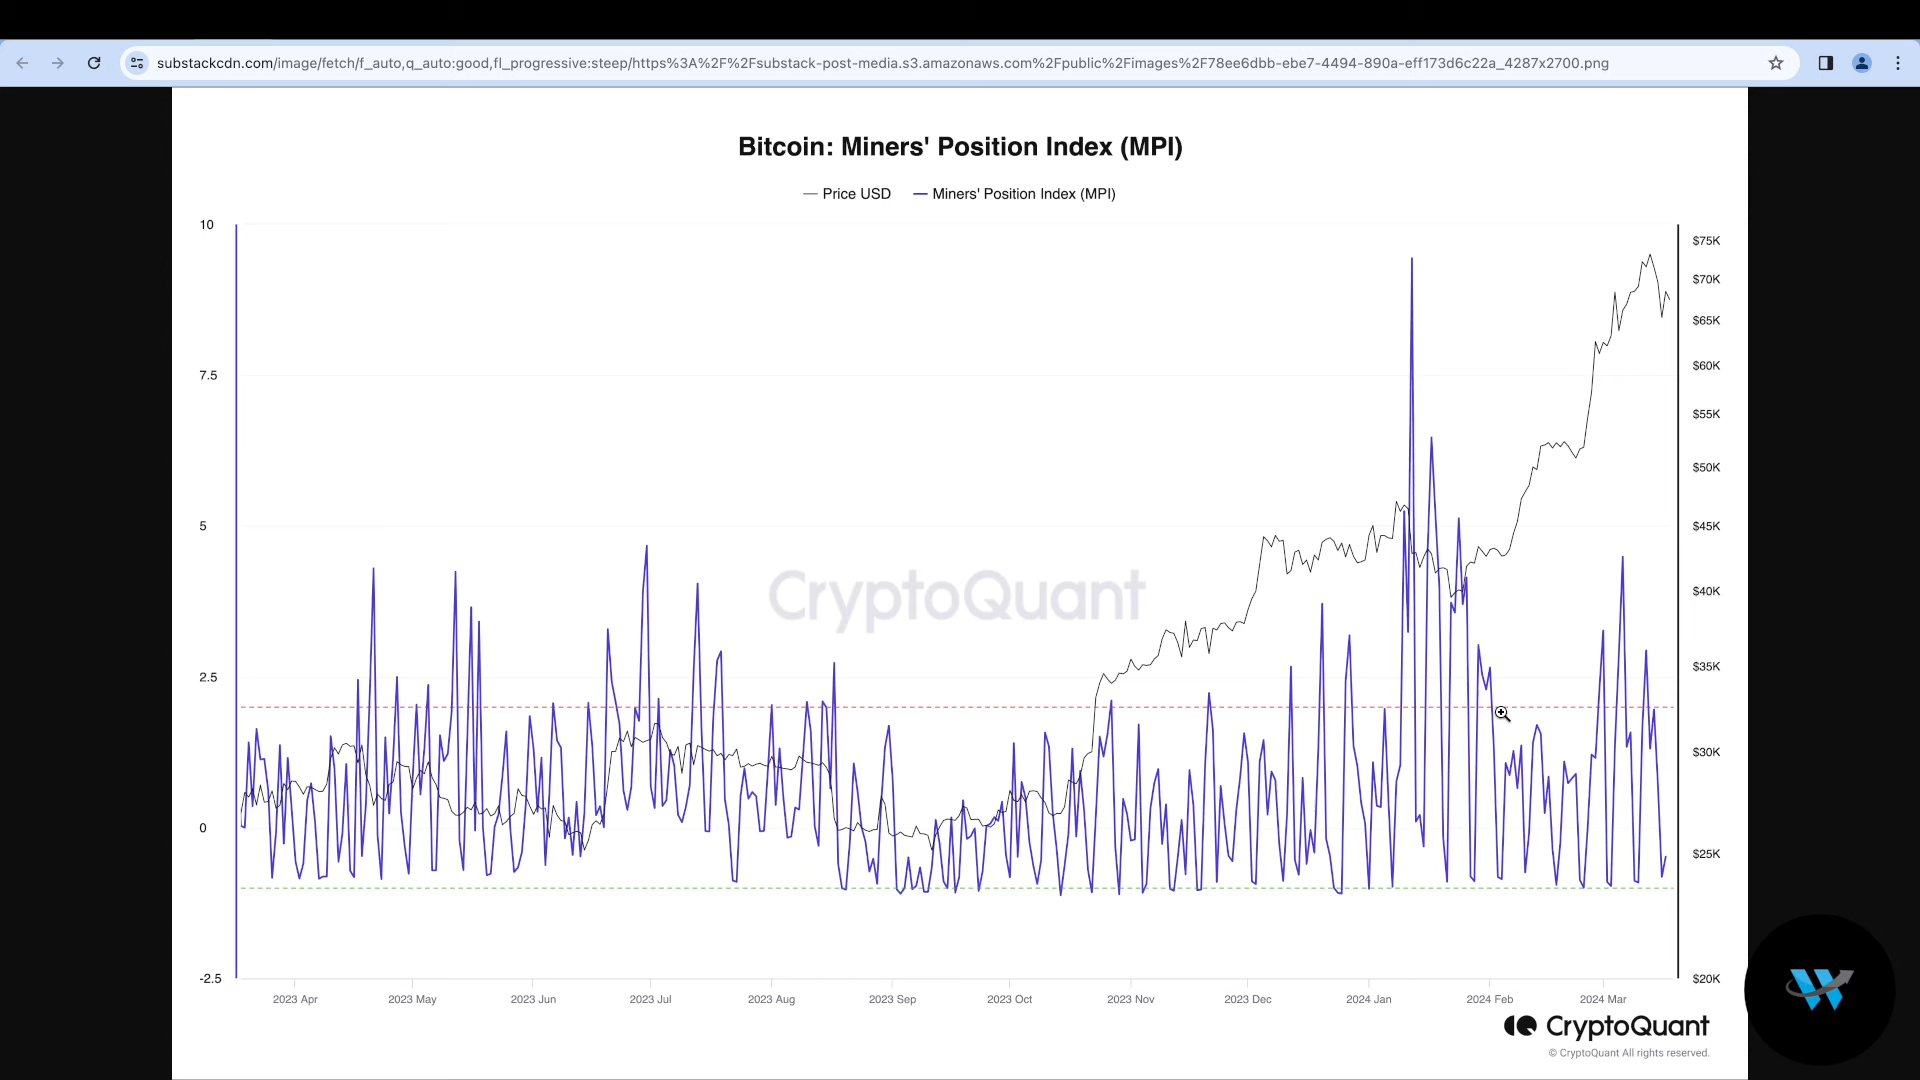 substackcdn.com/image/fetch/f_auto,q_auto:good,fl_progressive:steep/https%3A%2F%2Fsubstack-post-media.s3.amazonaws.com%2Fpublic%2Fimages%2F78ee6dbb-ebe7-4494-890a-eff173d6c22a_4287x2700.png
Bitcoin: Miners' Position Index (MPI)
Price USD Miners' Position Index (MPI)
10
7.5
5
2.5
0
-2.5
$75K
$70K
$65K
$60K
$55K
$50K
$45K
$40K
$35K
$30K
$25K
$20K
CryptoQuant
2023 Apr 2023 May 2023 Jun 2023 Jul 2023 Aug 2023 Sep 2023 Oct 2023 Nov 2023 Dec 2024 Jan 2024 Feb 2024 Mar
CryptoQuant
© CryptoQuant All rights reserved.